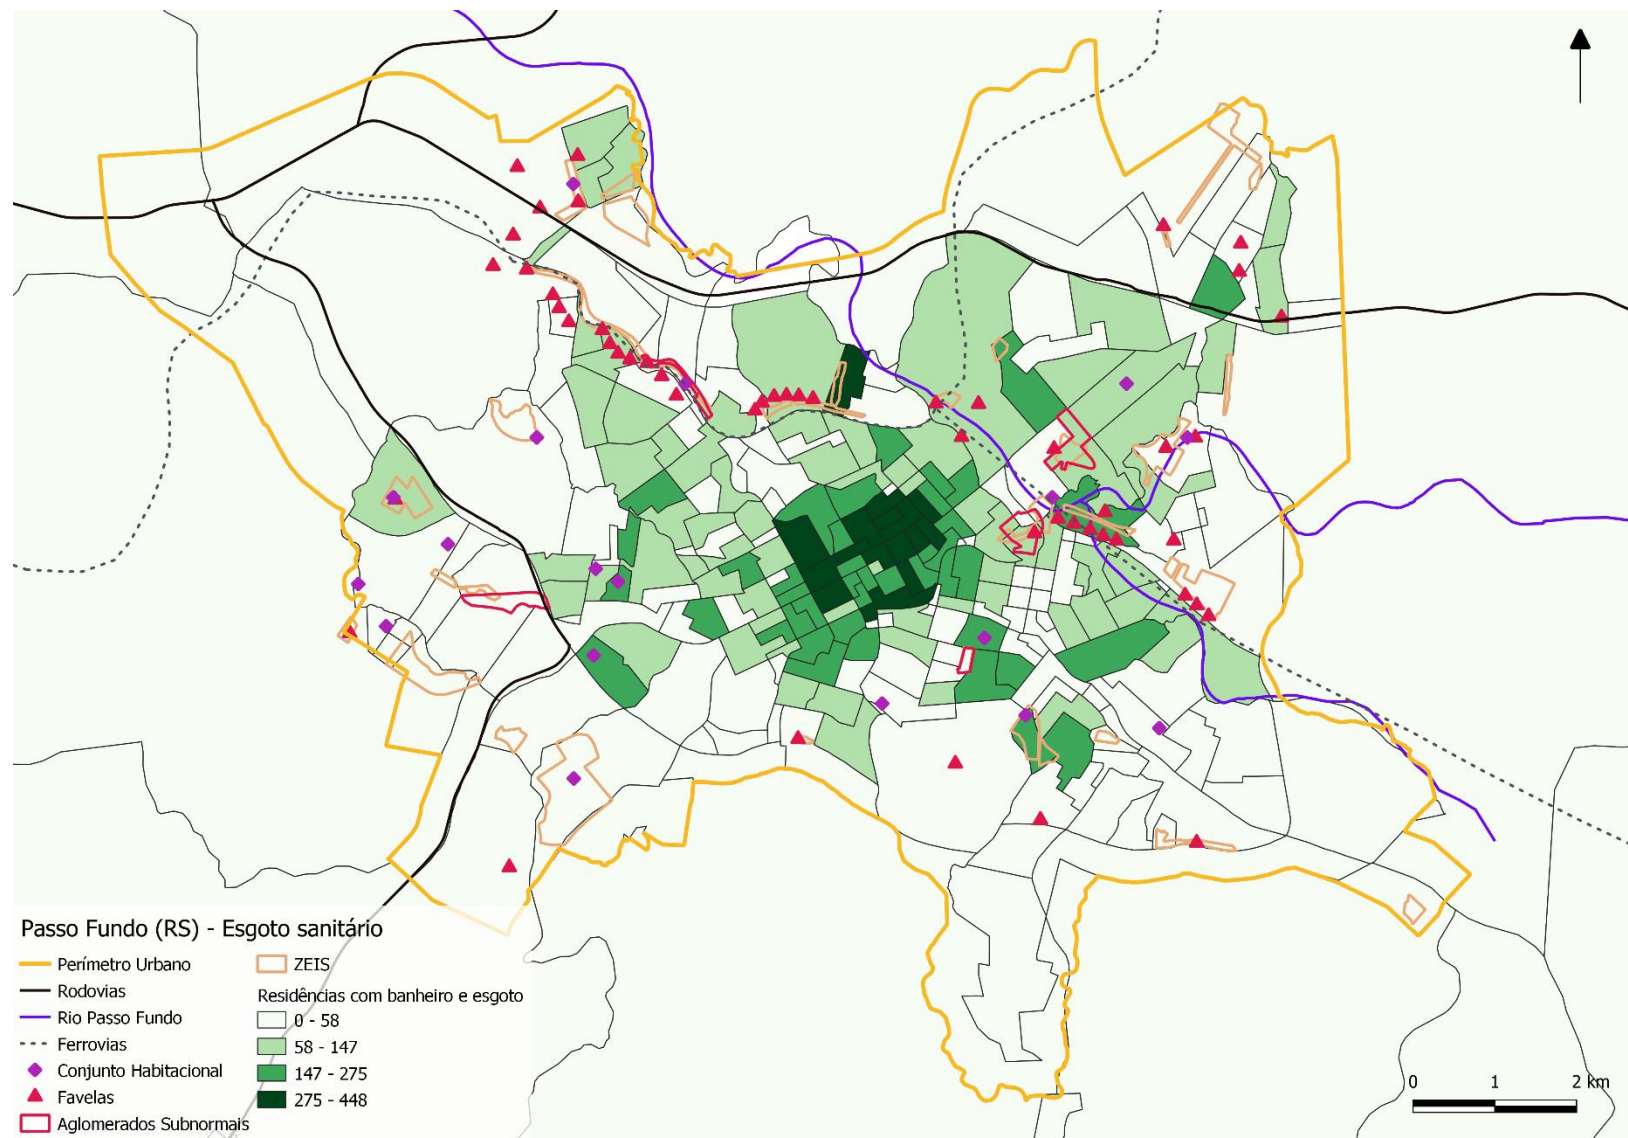 Passo Fundo (RS) - Esgoto sanitário
Perímetro Urbano
Rodovias
Rio Passo Fundo
Ferrovias
Conjunto Habitacional
Favelas
Aglomerados Subnormais
ZEIS
Residências com banheiro e esgoto
0 - 58
58 - 147
147 - 275
275 - 448
0 1 2 km